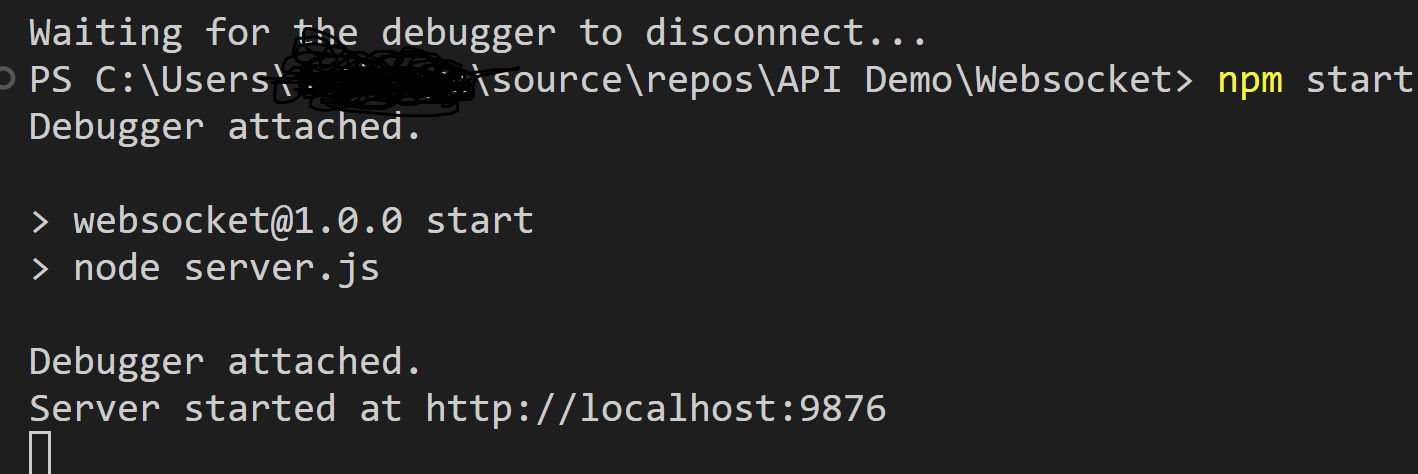 Waiting for the debugger to disconnect...
PS C:\Users\ \source\repos\API Demo\Websocket> npm start
Debugger attached.
> websocket@1.0.0 start
> node server.js
Debugger attached.
Server started at http://localhost:9876